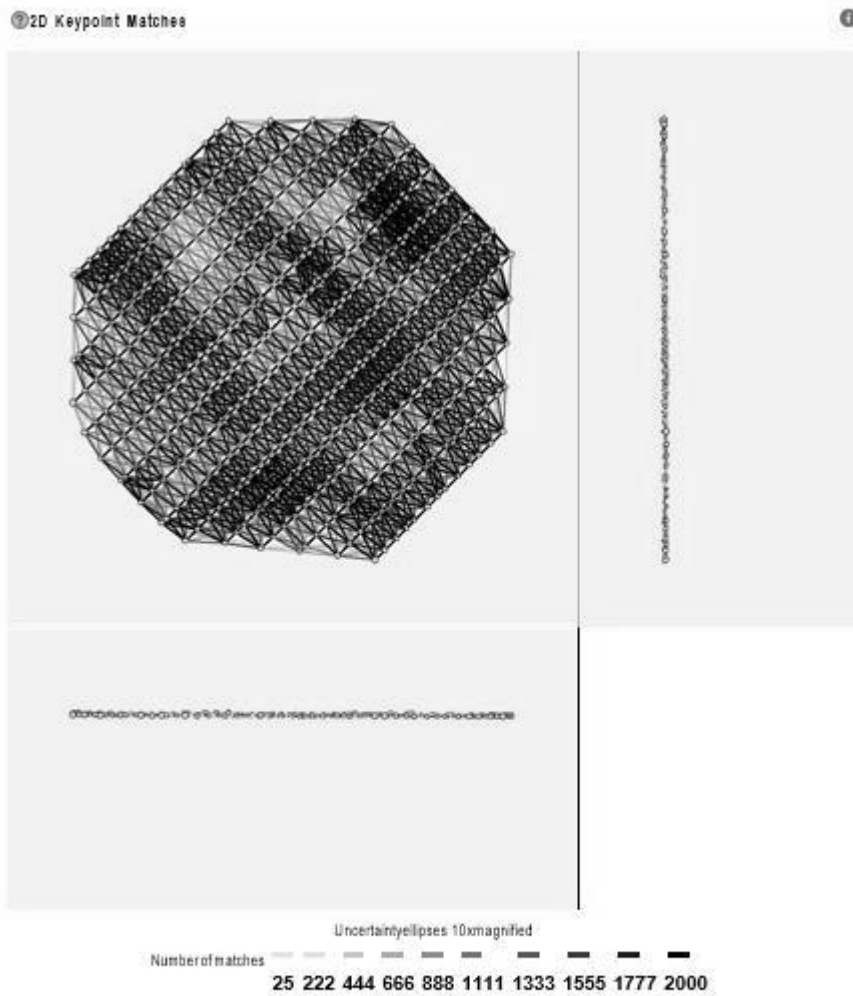 2D Keypoint Matches
Uncertaintyellipses 10xmagnified
Numberofmatches
25 222 444 666 888 1111 1333 1555 1777 2000